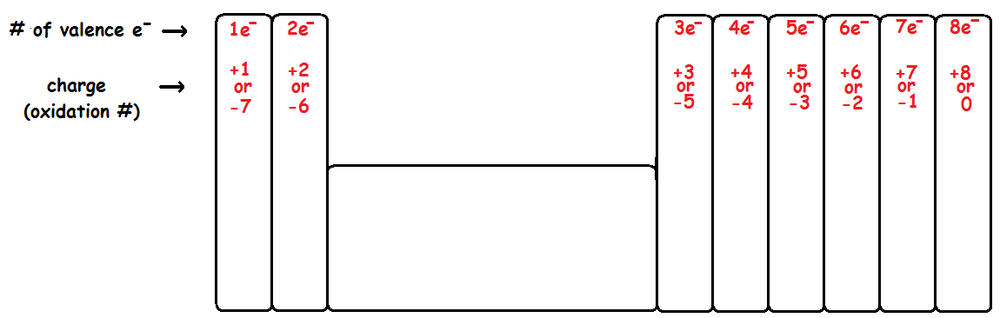 # of valence e⁻ → 1e⁻ 2e⁻ 3e⁻ 4e⁻ 5e⁻ 6e⁻ 7e⁻ 8e⁻
+1 +2 +3 +4 +5 +6 +7 +8
charge → or or or or or or or or
(oxidation #) -7 -6 -5 -4 -3 -2 -1 0